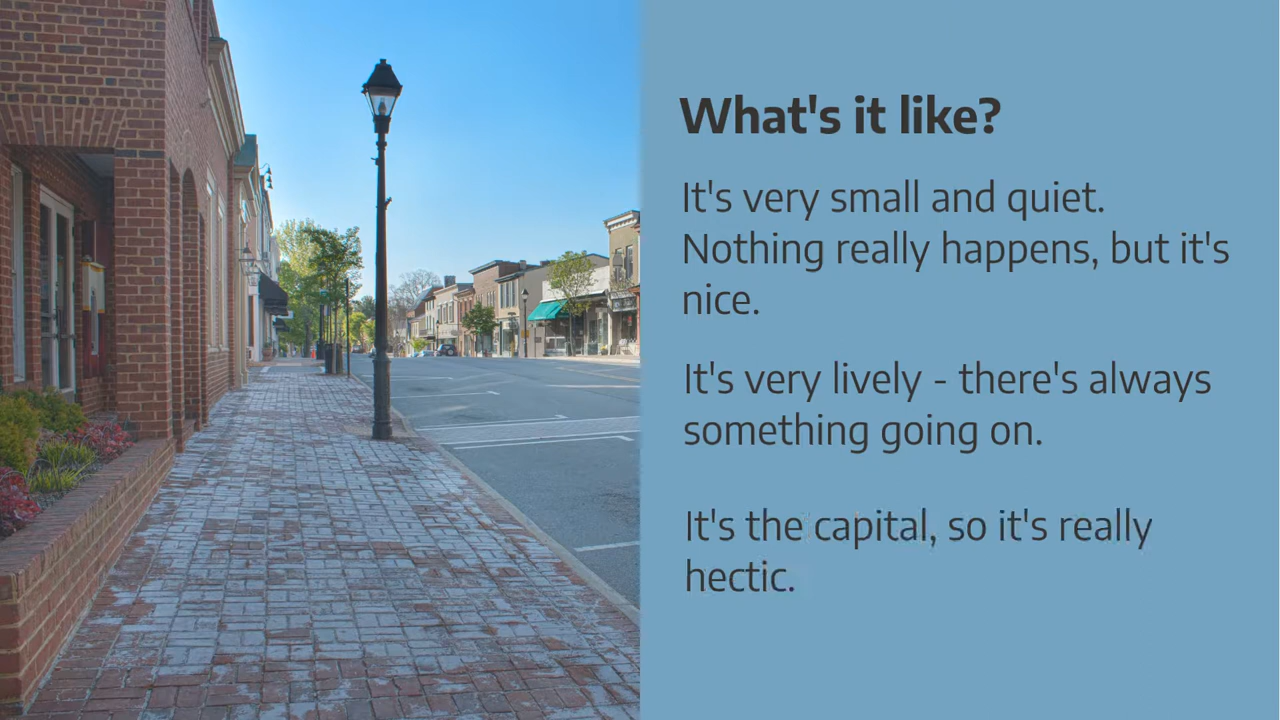 What's it like?
It's very small and quiet.
Nothing really happens, but it's
nice.
It's very lively - there's always
something going on.
It's the capital, so it's really
hectic.